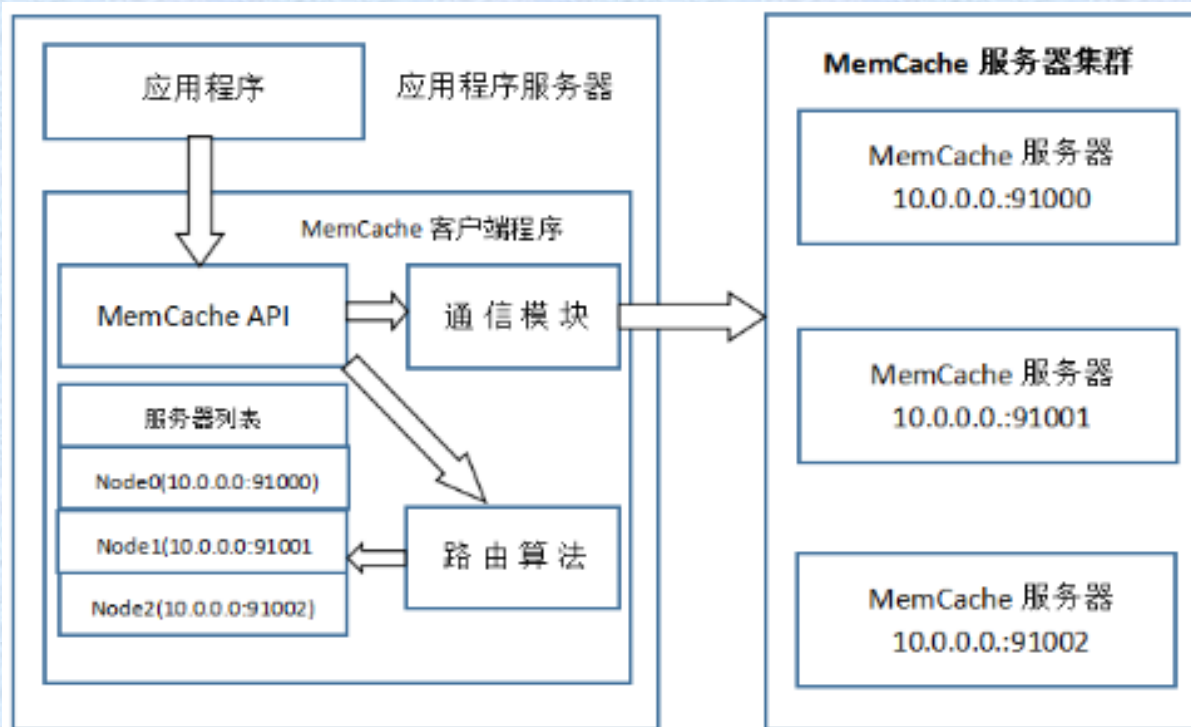 应用程序
应用程序服务器
MemCache 客户端程序
MemCache API
通信模块
服务器列表
Node0(10.0.0.0:91000)
Node1(10.0.0.0:91001
Node2(10.0.0.0:91002)
路由算法
MemCache 服务器集群
MemCache 服务器
10.0.0.0.:91000
MemCache 服务器
10.0.0.0.:91001
MemCache 服务器
10.0.0.0.:91002